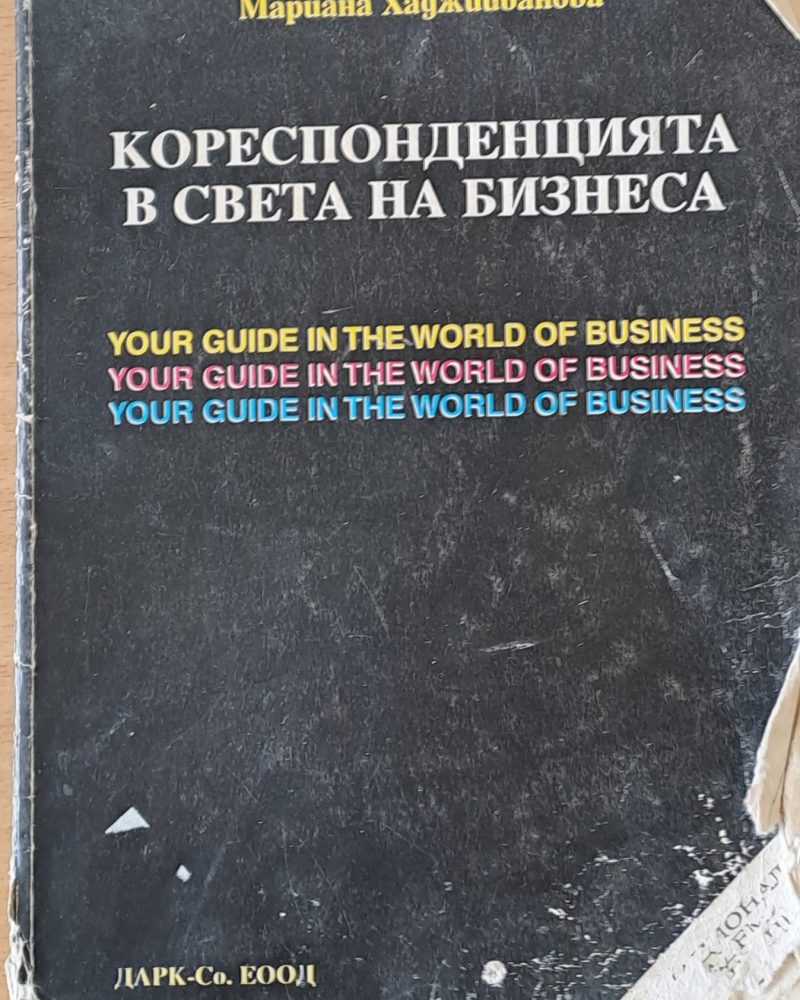 Мариана Хаджииванова
КОРЕСПОНДЕНЦИЯТА
В СВЕТА НА БИЗНЕСА
YOUR GUIDE IN THE WORLD OF BUSINESS
YOUR GUIDE IN THE WORLD OF BUSINESS
YOUR GUIDE IN THE WORLD OF BUSINESS
ДАРК-Co. ЕООД